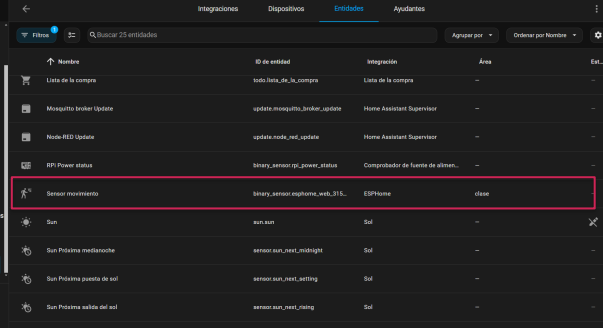 Integraciones Dispositivos Entidades Ayudantes
Filtros 1 Buscar 25 entidades Agrupar por Ordenar por Nombre
Nombre ID de entidad Integración Área Est...
Lista de la compra todo.lista_de_la_compra Lista de la compra –
Mosquitto broker Update update.mosquitto_broker_update Home Assistant Supervisor –
Node-RED Update update.node_red_update Home Assistant Supervisor –
RPI Power status binary_sensor.rpi_power_status Comprobador de fuente de alimen... –
Sensor movimiento binary_sensor.esphome_web_315... ESPHome clase –
Sun sun.sun Sol –
Sun Próxima medianoche sensor.sun_next_midnight Sol –
Sun Próxima puesta de sol sensor.sun_next_setting Sol –
Sun Próxima salida del sol sensor.sun_next_rising Sol –